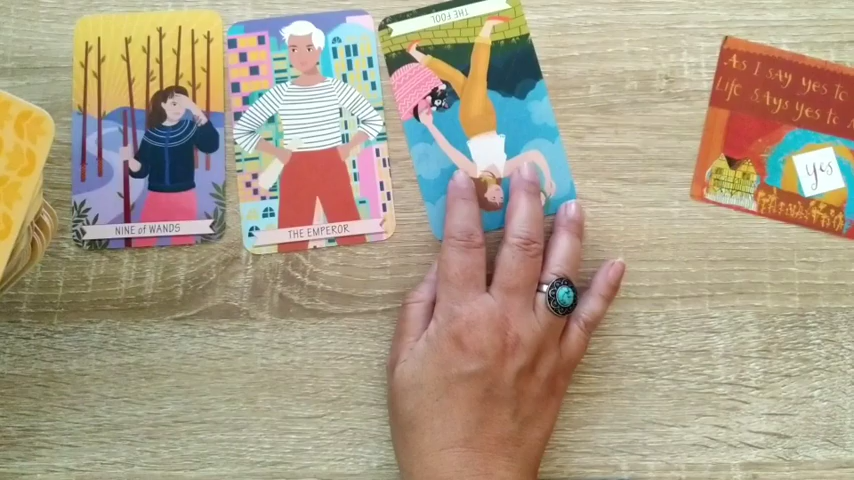 NINE of WANDS
THE EMPEROR
THE FOOL
AS I SAY YES TO
LIFE SAYS YES TO
yes